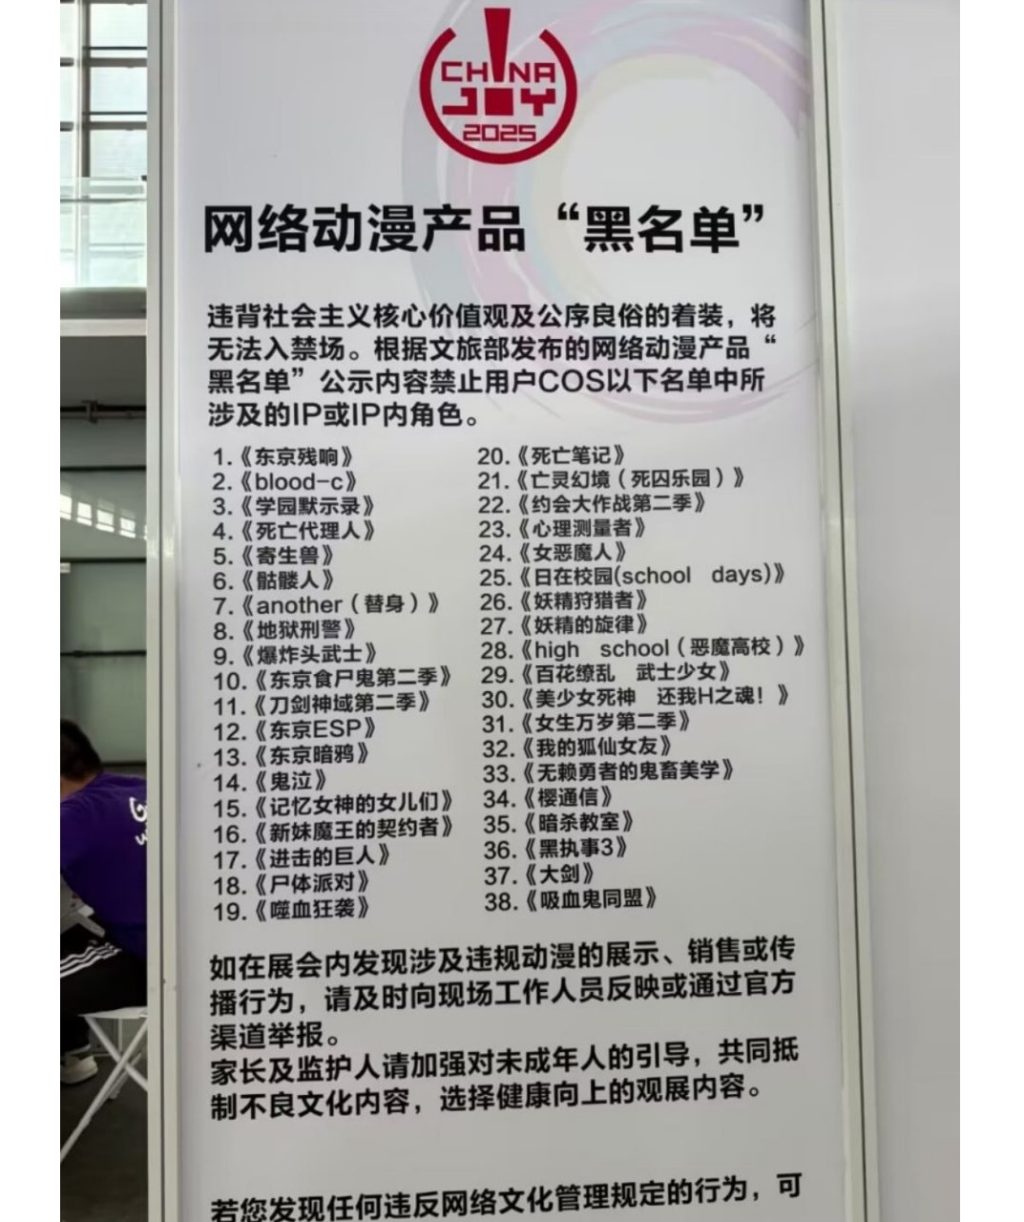 CHINA
JOY
2025
网络动漫产品“黑名单”
违背社会主义核心价值观及公序良俗的着装，将
无法入禁场。根据文旅部发布的网络动漫产品“
黑名单”公示内容禁止用户COS以下名单中所
涉及的IP或IP内角色。
1.《东京残响》
2.《blood-c》
3.《学园默示录》
4.《死亡代理人》
5.《寄生兽》
6.《骷髅人》
7.《another（替身）》
8.《地狱刑警》
9.《爆炸头武士》
10.《东京食尸鬼第二季》
11.《刀剑神域第二季》
12.《东京ESP》
13.《东京暗鸦》
14.《鬼泣》
15.《记忆女神的女儿们》
16.《新妹魔王的契约者》
17.《进击的巨人》
18.《尸体派对》
19.《噬血狂袭》
20.《死亡笔记》
21.《亡灵幻境（死囚乐园）》
22.《约会大作战第二季》
23.《心理测量者》
24.《女恶魔人》
25.《日在校园(school days)》
26.《妖精狩猎者》
27.《妖精的旋律》
28.《high school（恶魔高校）》
29.《百花缭乱 武士少女》
30.《美少女死神 还我H之魂！》
31.《女生万岁第二季》
32.《我的狐仙女友》
33.《无赖勇者的鬼畜美学》
34.《樱通信》
35.《暗杀教室》
36.《黑执事3》
37.《大剑》
38.《吸血鬼同盟》
如在展会内发现涉及违规动漫的展示、销售或传
播行为，请及时向现场工作人员反映或通过官方
渠道举报。
家长及监护人请加强对未成年人的引导，共同抵
制不良文化内容，选择健康向上的观展内容。
若您发现任何违反网络文化管理规定的行为，可